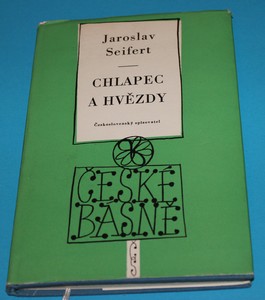 Jaroslav
Seifert
CHLAPEC
A HVĚZDY
Československý spisovatel
ČESKÉ
BÁSNĚ